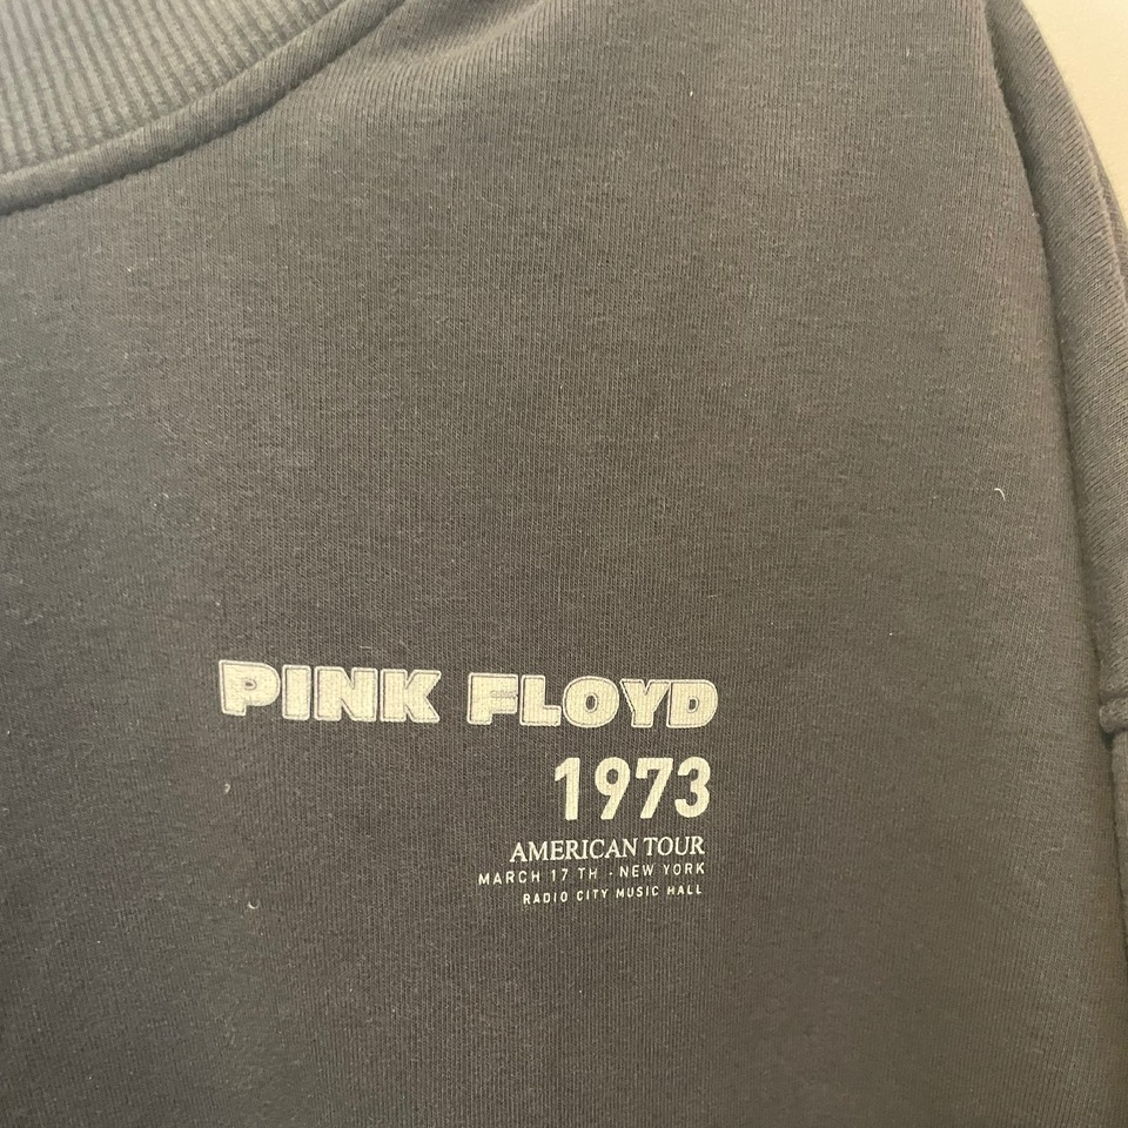 PINK FLOYD
1973
AMERICAN TOUR
MARCH 17 TH - NEW YORK
RADIO CITY MUSIC HALL